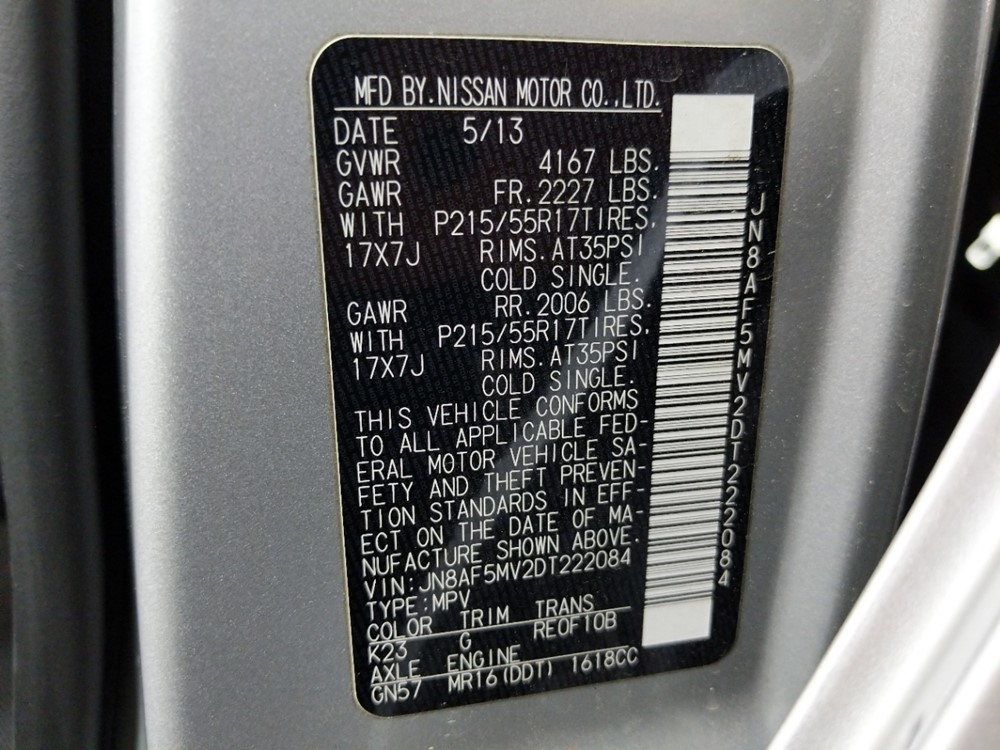 MFD BY.NISSAN MOTOR CO.,LTD.
DATE 5/13
GVWR 4167 LBS.
GAWR FR.2227 LBS.
WITH P215/55R17TIRES,
17X7J RIMS.AT35PSI
COLD SINGLE.
GAWR RR.2006 LBS.
WITH P215/55R17TIRES,
17X7J RIMS.AT35PSI
COLD SINGLE.
THIS VEHICLE CONFORMS
TO ALL APPLICABLE FED-
ERAL MOTOR VEHICLE SA-
FETY AND THEFT PREVEN-
TION STANDARDS IN EFF-
ECT ON THE DATE OF MA-
NUFACTURE SHOWN ABOVE.
VIN:JN8AF5MV2DT222084
TYPE:MPV
COLOR TRIM TRANS
K23 G RE0F10B
AXLE ENGINE
GN57 MR16(DDT) 1618CC
JN8AF5MV2DT222084